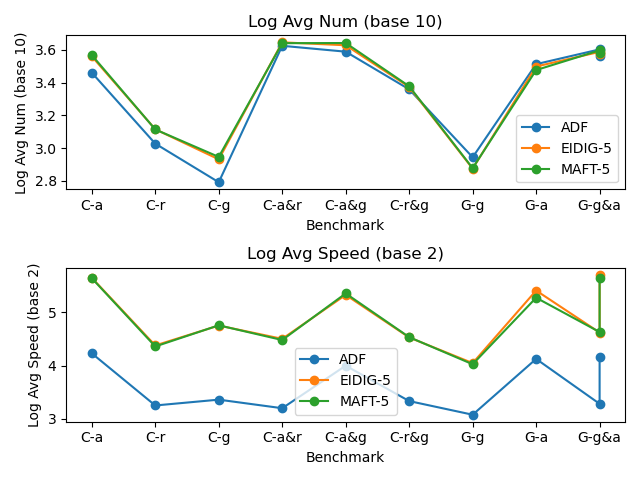 Log Avg Num (base 10)
Log Avg Num (base 10)
3.6
3.4
3.2
3.0
2.8
ADF
EIDIG-5
MAFT-5
C-a C-r C-g C-a&r C-a&g C-r&g G-g G-a G-g&a
Benchmark
Log Avg Speed (base 2)
Log Avg Speed (base 2)
5
4
3
ADF
EIDIG-5
MAFT-5
C-a C-r C-g C-a&r C-a&g C-r&g G-g G-a G-g&a
Benchmark